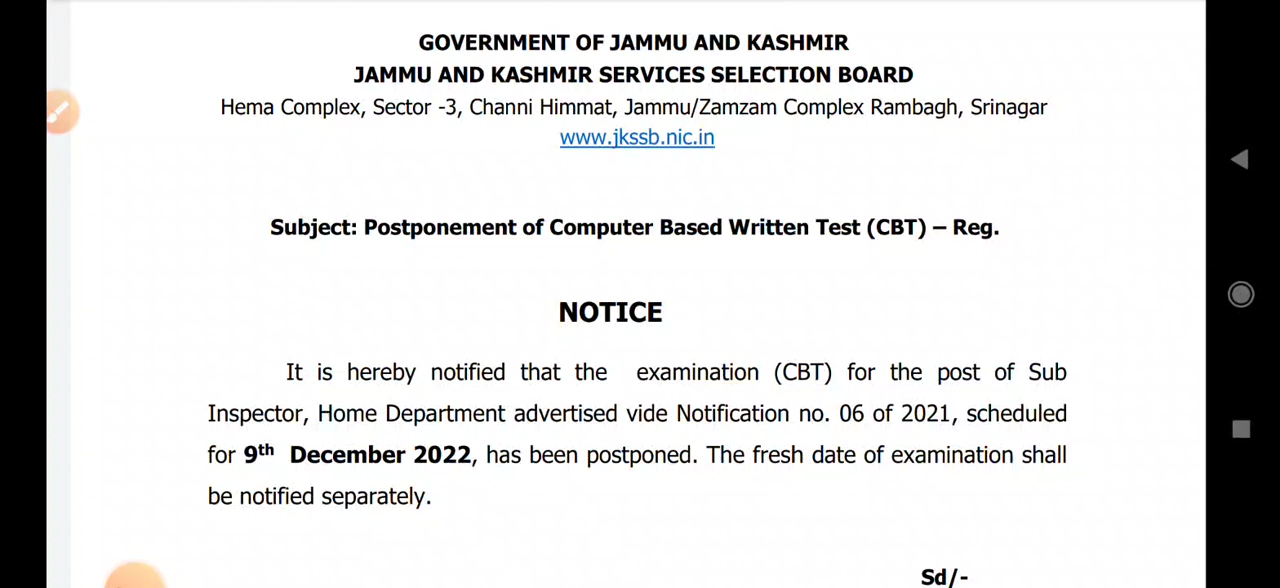 GOVERNMENT OF JAMMU AND KASHMIR
JAMMU AND KASHMIR SERVICES SELECTION BOARD
Hema Complex, Sector -3, Channi Himmat, Jammu/Zamzam Complex Rambagh, Srinagar
www.jkssb.nic.in
Subject: Postponement of Computer Based Written Test (CBT) – Reg.
NOTICE
It is hereby notified that the examination (CBT) for the post of Sub
Inspector, Home Department advertised vide Notification no. 06 of 2021, scheduled
for 9th December 2022, has been postponed. The fresh date of examination shall
be notified separately.
Sd/-